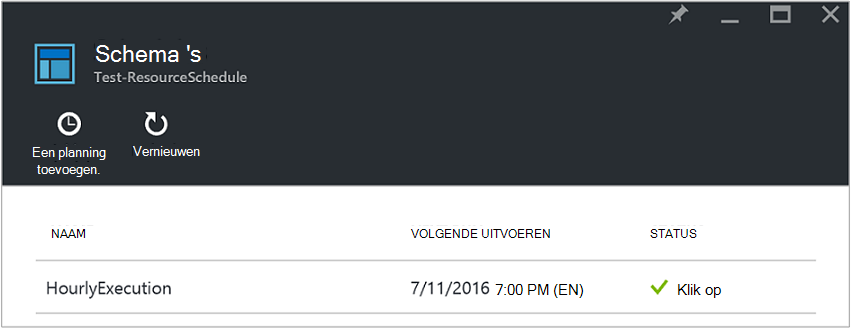 Schema 's
Test-ResourceSchedule
Een planning
toevoegen.
Vernieuwen
NAAM VOLGENDE UITVOEREN STATUS
HourlyExecution 7/11/2016 7:00 PM (EN) Klik op